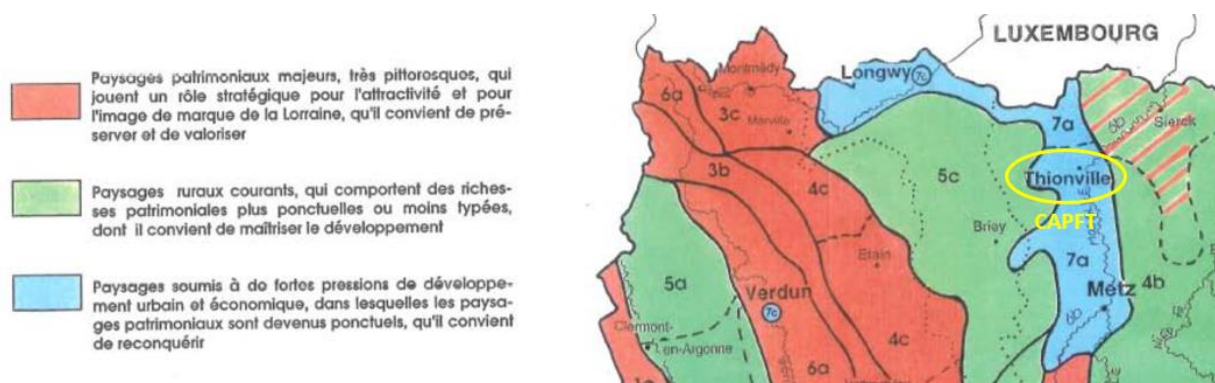 Paysages patrimoniaux majeurs, très pittoresques, qui
jouent un rôle stratégique pour l'attractivité et pour
l'image de marque de la Lorraine, qu'il convient de pré-
server et de valoriser
Paysages ruraux courants, qui comportent des riches-
ses patrimoniales plus ponctuelles ou moins typées,
dont il convient de maîtriser le développement
Paysages soumis à de fortes pressions de développe-
ment urbain et économique, dans lesquelles les paysa-
ges patrimoniaux sont devenus ponctuels, qu'il convient
de reconquérir
LUXEMBOURG
Montmédy
Longwy
7c
6a
3c
Marville
7a
6b
Sierck
3b
4c
5c
Thionville
CAPFT
Briey
Etain
7a
5a
Verdun
7c
Metz
4b
6b
Clermont-
en-Argonne
4c
6a